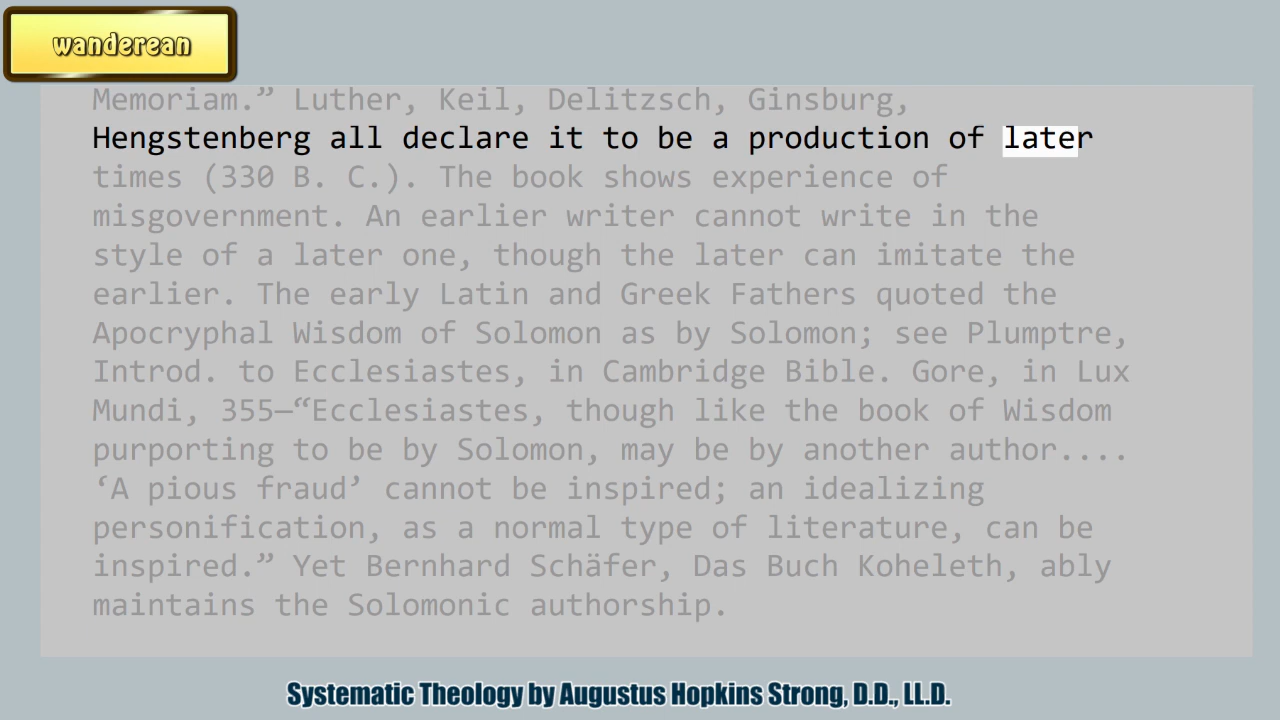 wanderean
Memoriam.” Luther, Keil, Delitzsch, Ginsburg,
Hengstenberg all declare it to be a production of later
times (330 B. C.). The book shows experience of
misgovernment. An earlier writer cannot write in the
style of a later one, though the later can imitate the
earlier. The early Latin and Greek Fathers quoted the
Apocryphal Wisdom of Solomon as by Solomon; see Plumptre,
Introd. to Ecclesiastes, in Cambridge Bible. Gore, in Lux
Mundi, 355—“Ecclesiastes, though like the book of Wisdom
purporting to be by Solomon, may be by another author....
‘A pious fraud’ cannot be inspired; an idealizing
personification, as a normal type of literature, can be
inspired.” Yet Bernhard Schäfer, Das Buch Koheleth, ably
maintains the Solomonic authorship.
Systematic Theology by Augustus Hopkins Strong, D.D., LL.D.